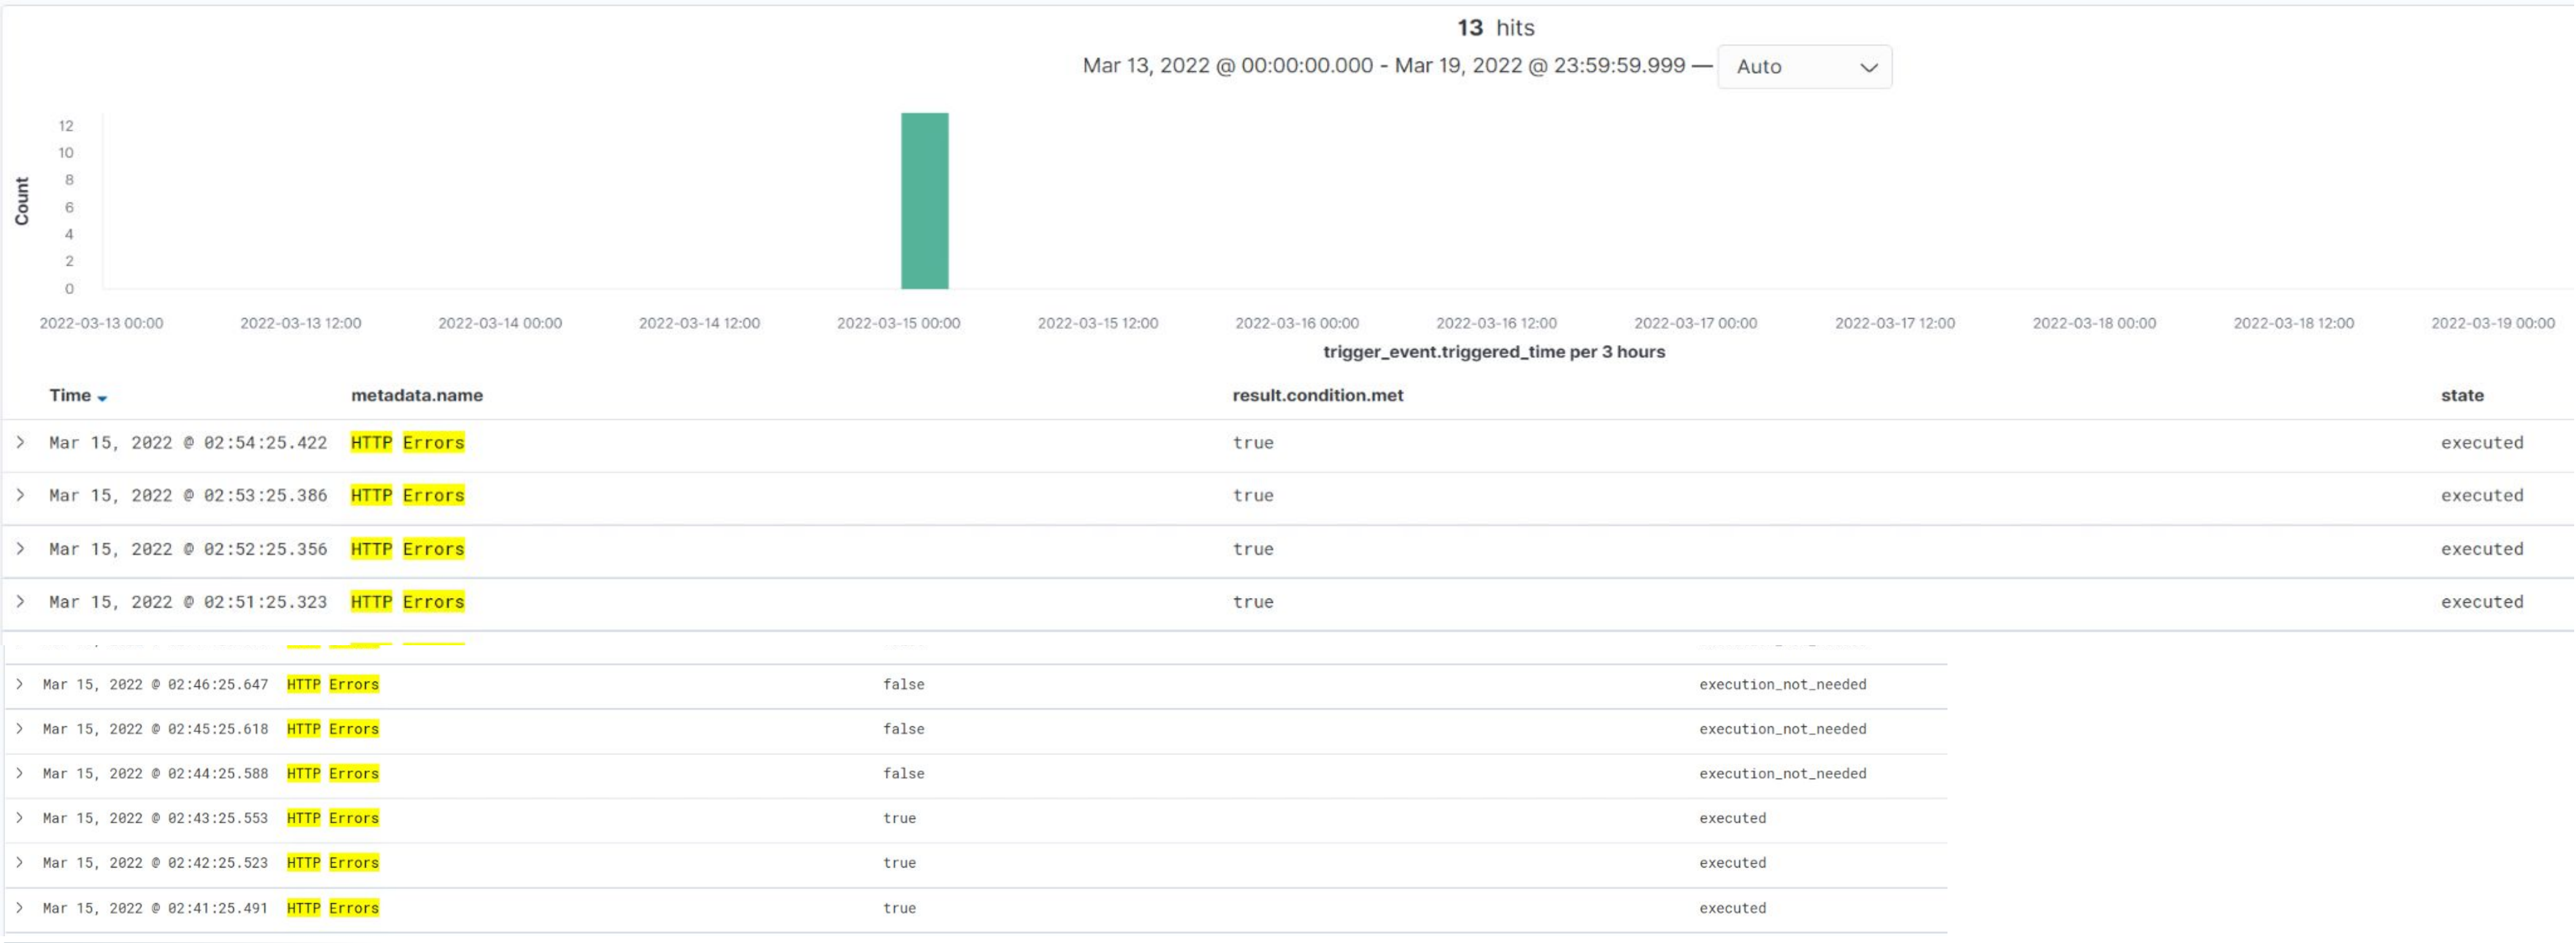 13 hits
Mar 13, 2022 @ 00:00:00.000 - Mar 19, 2022 @ 23:59:59.999 — Auto
Count
12
10
8
6
4
2
0
2022-03-13 00:00 2022-03-13 12:00 2022-03-14 00:00 2022-03-14 12:00 2022-03-15 00:00 2022-03-15 12:00 2022-03-16 00:00 2022-03-16 12:00 2022-03-17 00:00 2022-03-17 12:00 2022-03-18 00:00 2022-03-18 12:00 2022-03-19 00:00
trigger_event.triggered_time per 3 hours
Time metadata.name result.condition.met state
Mar 15, 2022 @ 02:54:25.422 HTTP Errors true executed
Mar 15, 2022 @ 02:53:25.386 HTTP Errors true executed
Mar 15, 2022 @ 02:52:25.356 HTTP Errors true executed
Mar 15, 2022 @ 02:51:25.323 HTTP Errors true executed
Mar 15, 2022 @ 02:46:25.647 HTTP Errors false execution_not_needed
Mar 15, 2022 @ 02:45:25.618 HTTP Errors false execution_not_needed
Mar 15, 2022 @ 02:44:25.588 HTTP Errors false execution_not_needed
Mar 15, 2022 @ 02:43:25.553 HTTP Errors true executed
Mar 15, 2022 @ 02:42:25.523 HTTP Errors true executed
Mar 15, 2022 @ 02:41:25.491 HTTP Errors true executed